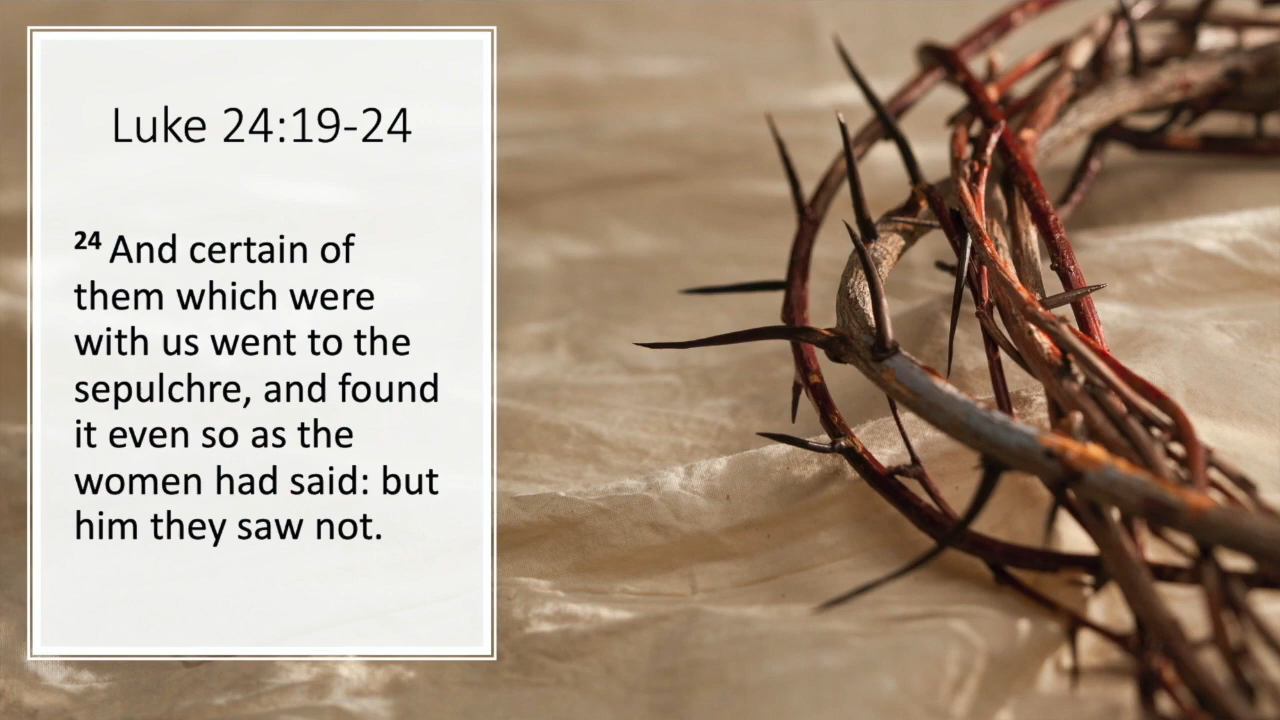 Luke 24:19-24
24 And certain of
them which were
with us went to the
sepulchre, and found
it even so as the
women had said: but
him they saw not.